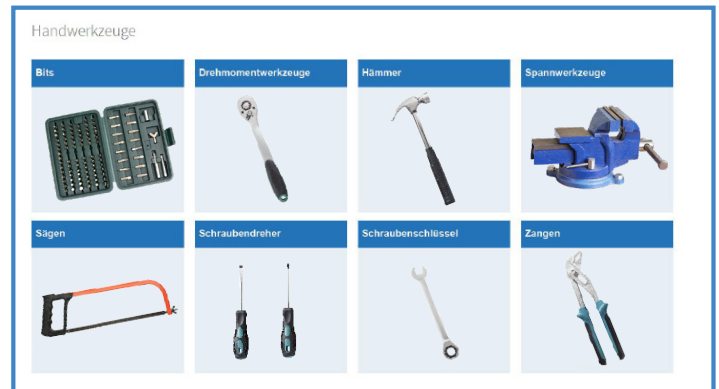 Handwerkzeuge
Bits
Drehmomentwerkzeuge
Hämmer
Spannwerkzeuge
Sägen
Schraubendreher
Schraubenschlüssel
Zangen